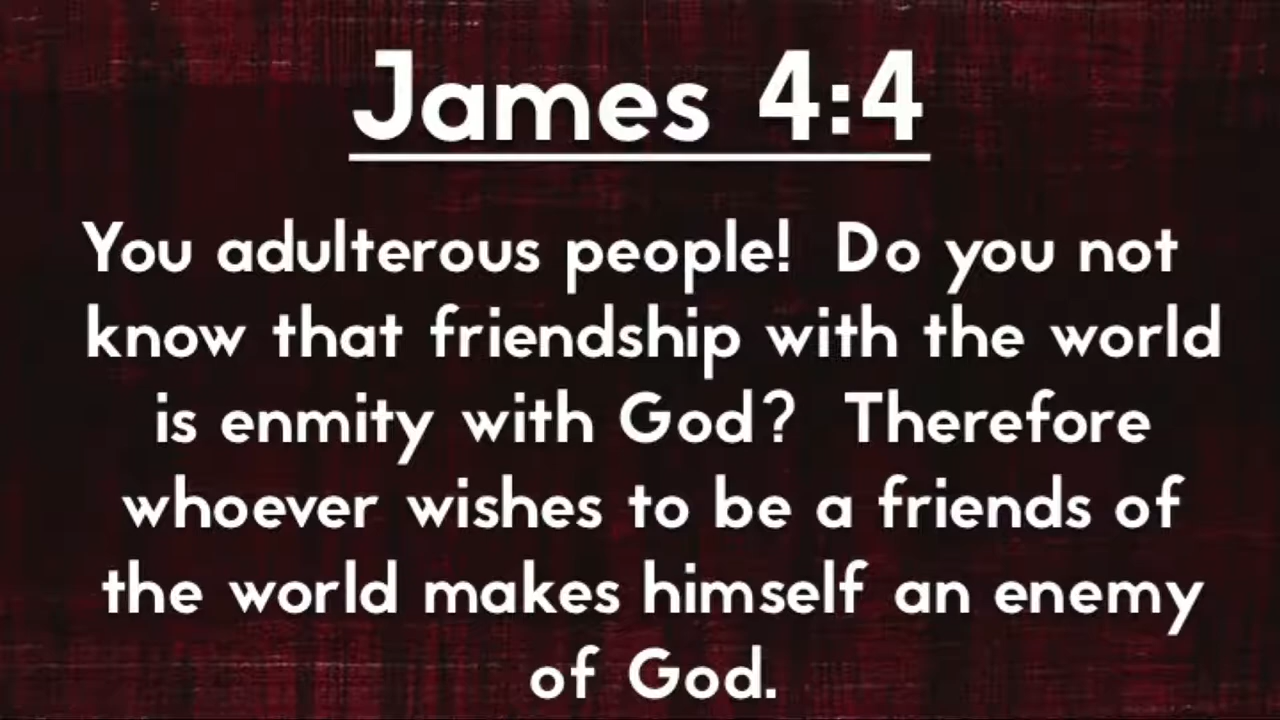 James 4:4
You adulterous people! Do you not
know that friendship with the world
is enmity with God? Therefore
whoever wishes to be a friends of
the world makes himself an enemy
of God.